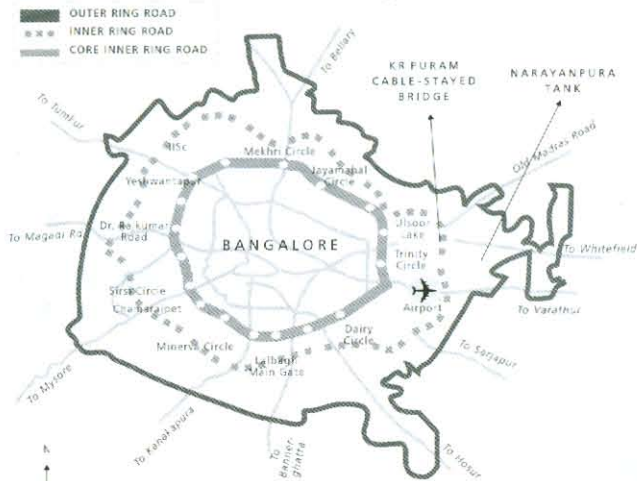 OUTER RING ROAD
INNER RING ROAD
CORE INNER RING ROAD
KR PURAM
CABLE-STAYED
BRIDGE
NARAYANPURA
TANK
To Bellary
To Tumkur
Old Madras Road
IISc
Mekhri Circle
Yeshwantapur
Jayamahal
Circle
Dr. Rajkumar
Road
To Magadi Rd.
BANGALORE
Ulsoor
Lake
Trinity
Circle
To Whitefield
Sirsi Circle
Chamarajpet
Airport
To Varathur
Minerva Circle
Dairy
Circle
Lalbagh
Main Gate
To Sarjapur
To Mysore
To Kanakapura
To
Banner-
ghatta
To Hosur
N